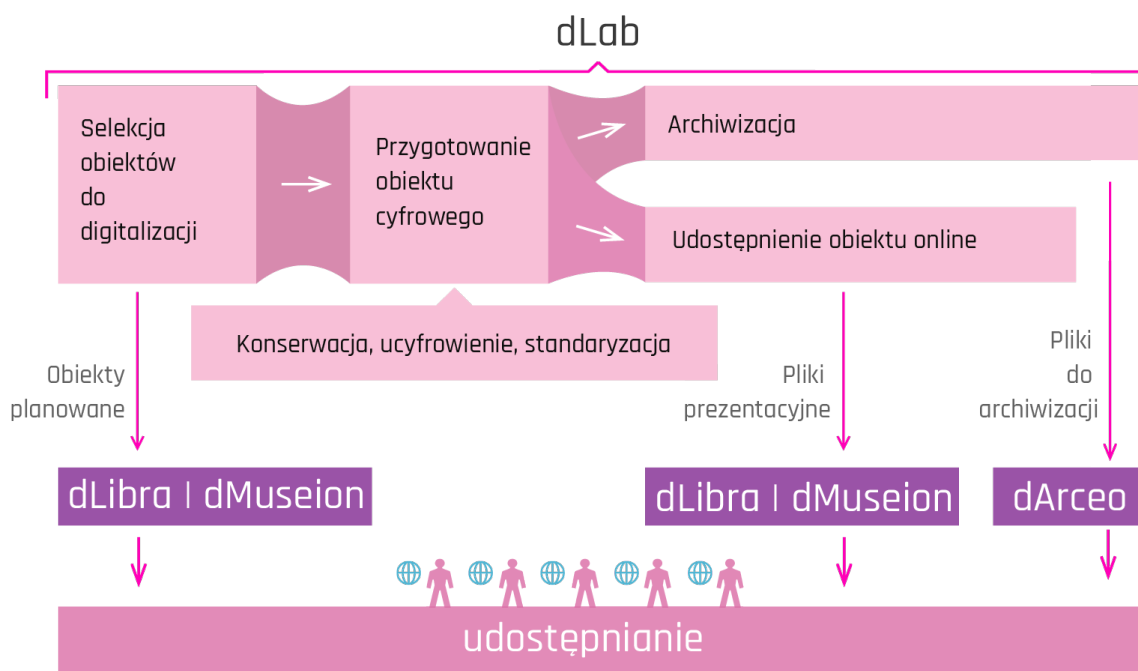 dLab
Selekcja
obiektów
do
digitalizacji
Przygotowanie
obiektu
cyfrowego
Archiwizacja
Udostępnienie obiektu online
Konserwacja, ucyfrowienie, standaryzacja
Obiekty
planowane
Pliki
prezentacyjne
Pliki
do
archiwizacji
dLibra | dMuseion
dLibra | dMuseion
dArceo
udostępnianie